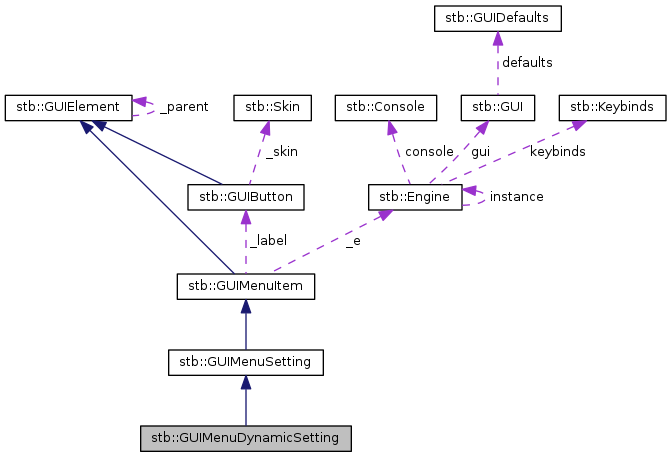 stb::GUIDefaults
defaults
stb::GUIElement
_parent
stb::Skin
stb::Console
stb::GUI
stb::Keybinds
_skin
console
gui
keybinds
stb::GUIButton
stb::Engine
instance
_label
_e
stb::GUIMenuItem
stb::GUIMenuSetting
stb::GUIMenuDynamicSetting